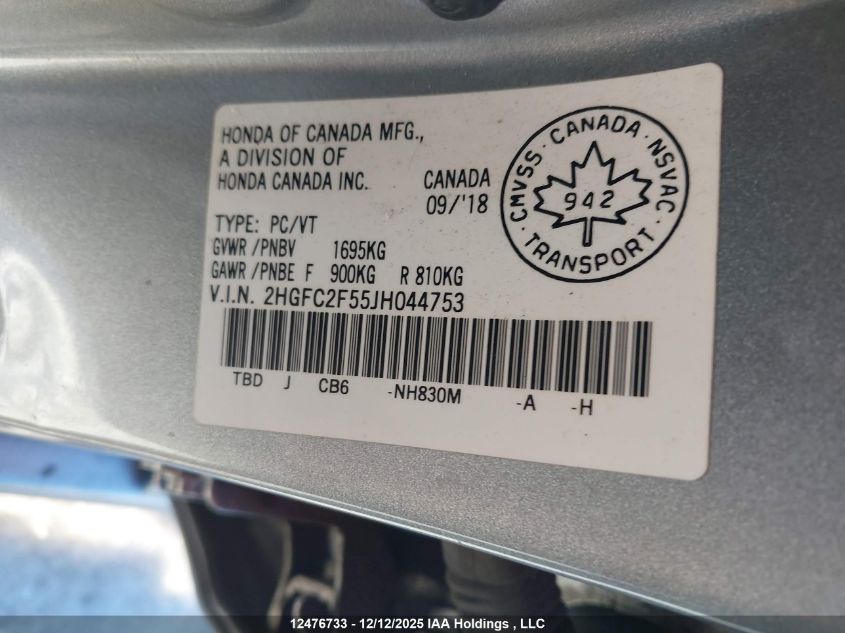 HONDA OF CANADA MFG.,
A DIVISION OF
HONDA CANADA INC.
CANADA
09/'18
TYPE: PC/VT
GVWR /PNBV 1695KG
GAWR /PNBE F 900KG R 810KG
V.I.N. 2HGFC2F55JH044753
TBD J CB6 -NH830M -A -H
CMVSS · CANADA · NSVAC
942
TRANSPORT
12476733 - 12/12/2025 IAA Holdings , LLC